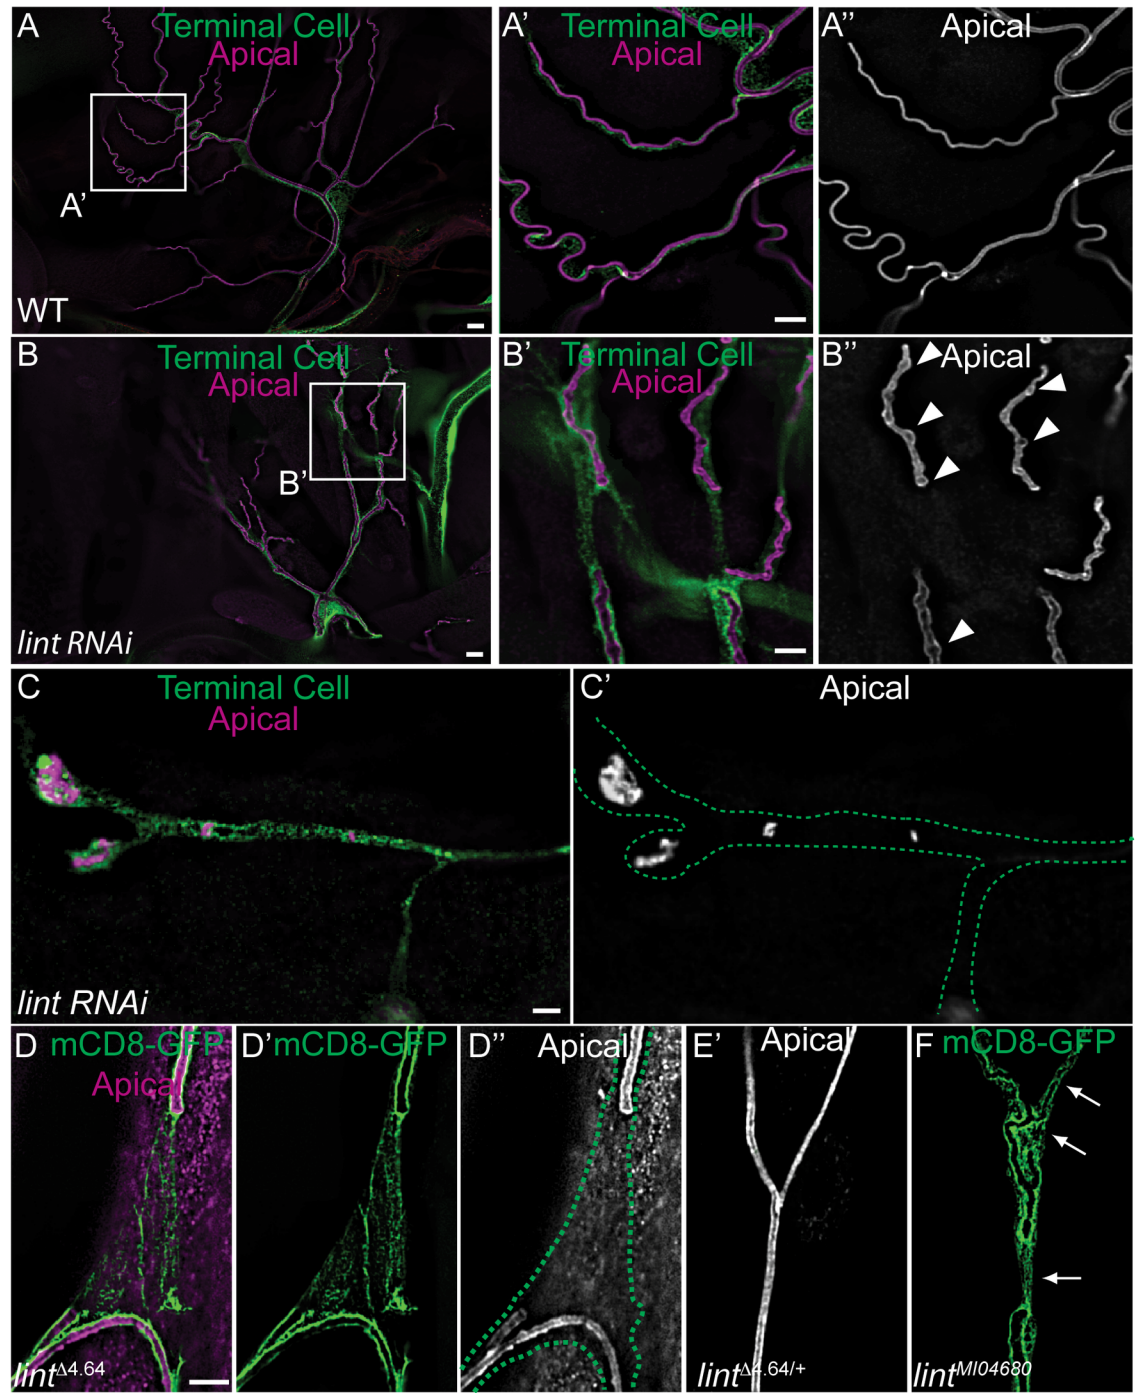 A Terminal Cell
Apical
A'
WT
A' Terminal Cell
Apical
A'' Apical
B Terminal Cell
Apical
B'
lint RNAi
B' Terminal Cell
Apical
B'' Apical
C Terminal Cell
Apical
lint RNAi
C' Apical
D mCD8-GFP
Apical
lintΔ4.64
D' mCD8-GFP
D'' Apical
E' Apical
lintΔ4.64/+
F mCD8-GFP
lintMI04680